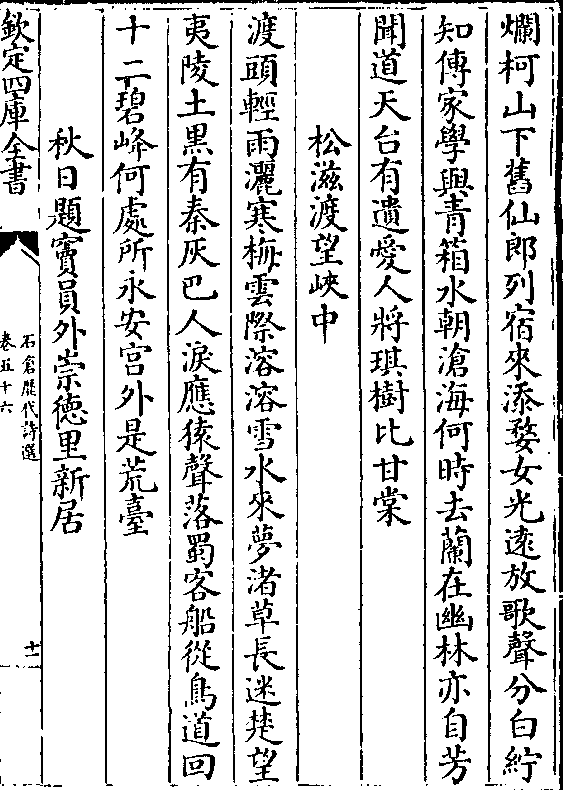 爛柯山下舊仙郎列宿來添婺女光逺放歌聲分白紵
知傳家學與青箱水朝滄海何時去蘭在幽林亦自芳
聞道天台有遺愛人將琪樹比甘棠
松滋渡望峽中
渡頭輕雨灑寒梅雲際溶溶雪水來夢渚草長迷楚望
夷陵土黒有秦灰巴人淚應猿聲落蜀客船從鳥道回
十二碧峰何處所永安宫外是荒臺
秋日題竇員外崇徳里新居
欽定四庫全書
石倉歴代詩選
卷五十六
十一